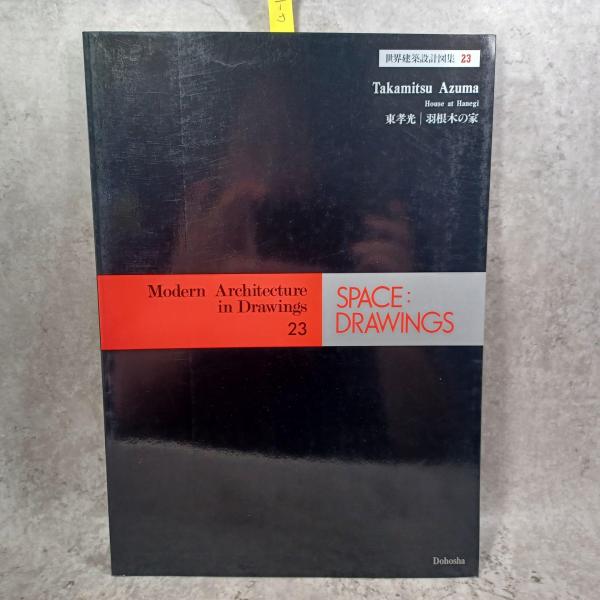 世界建築設計図集 23
Takamitsu Azuma
House at Hanegi
東孝光 | 羽根木の家
Modern Architecture
in Drawings
23
SPACE:
DRAWINGS
Dohosha